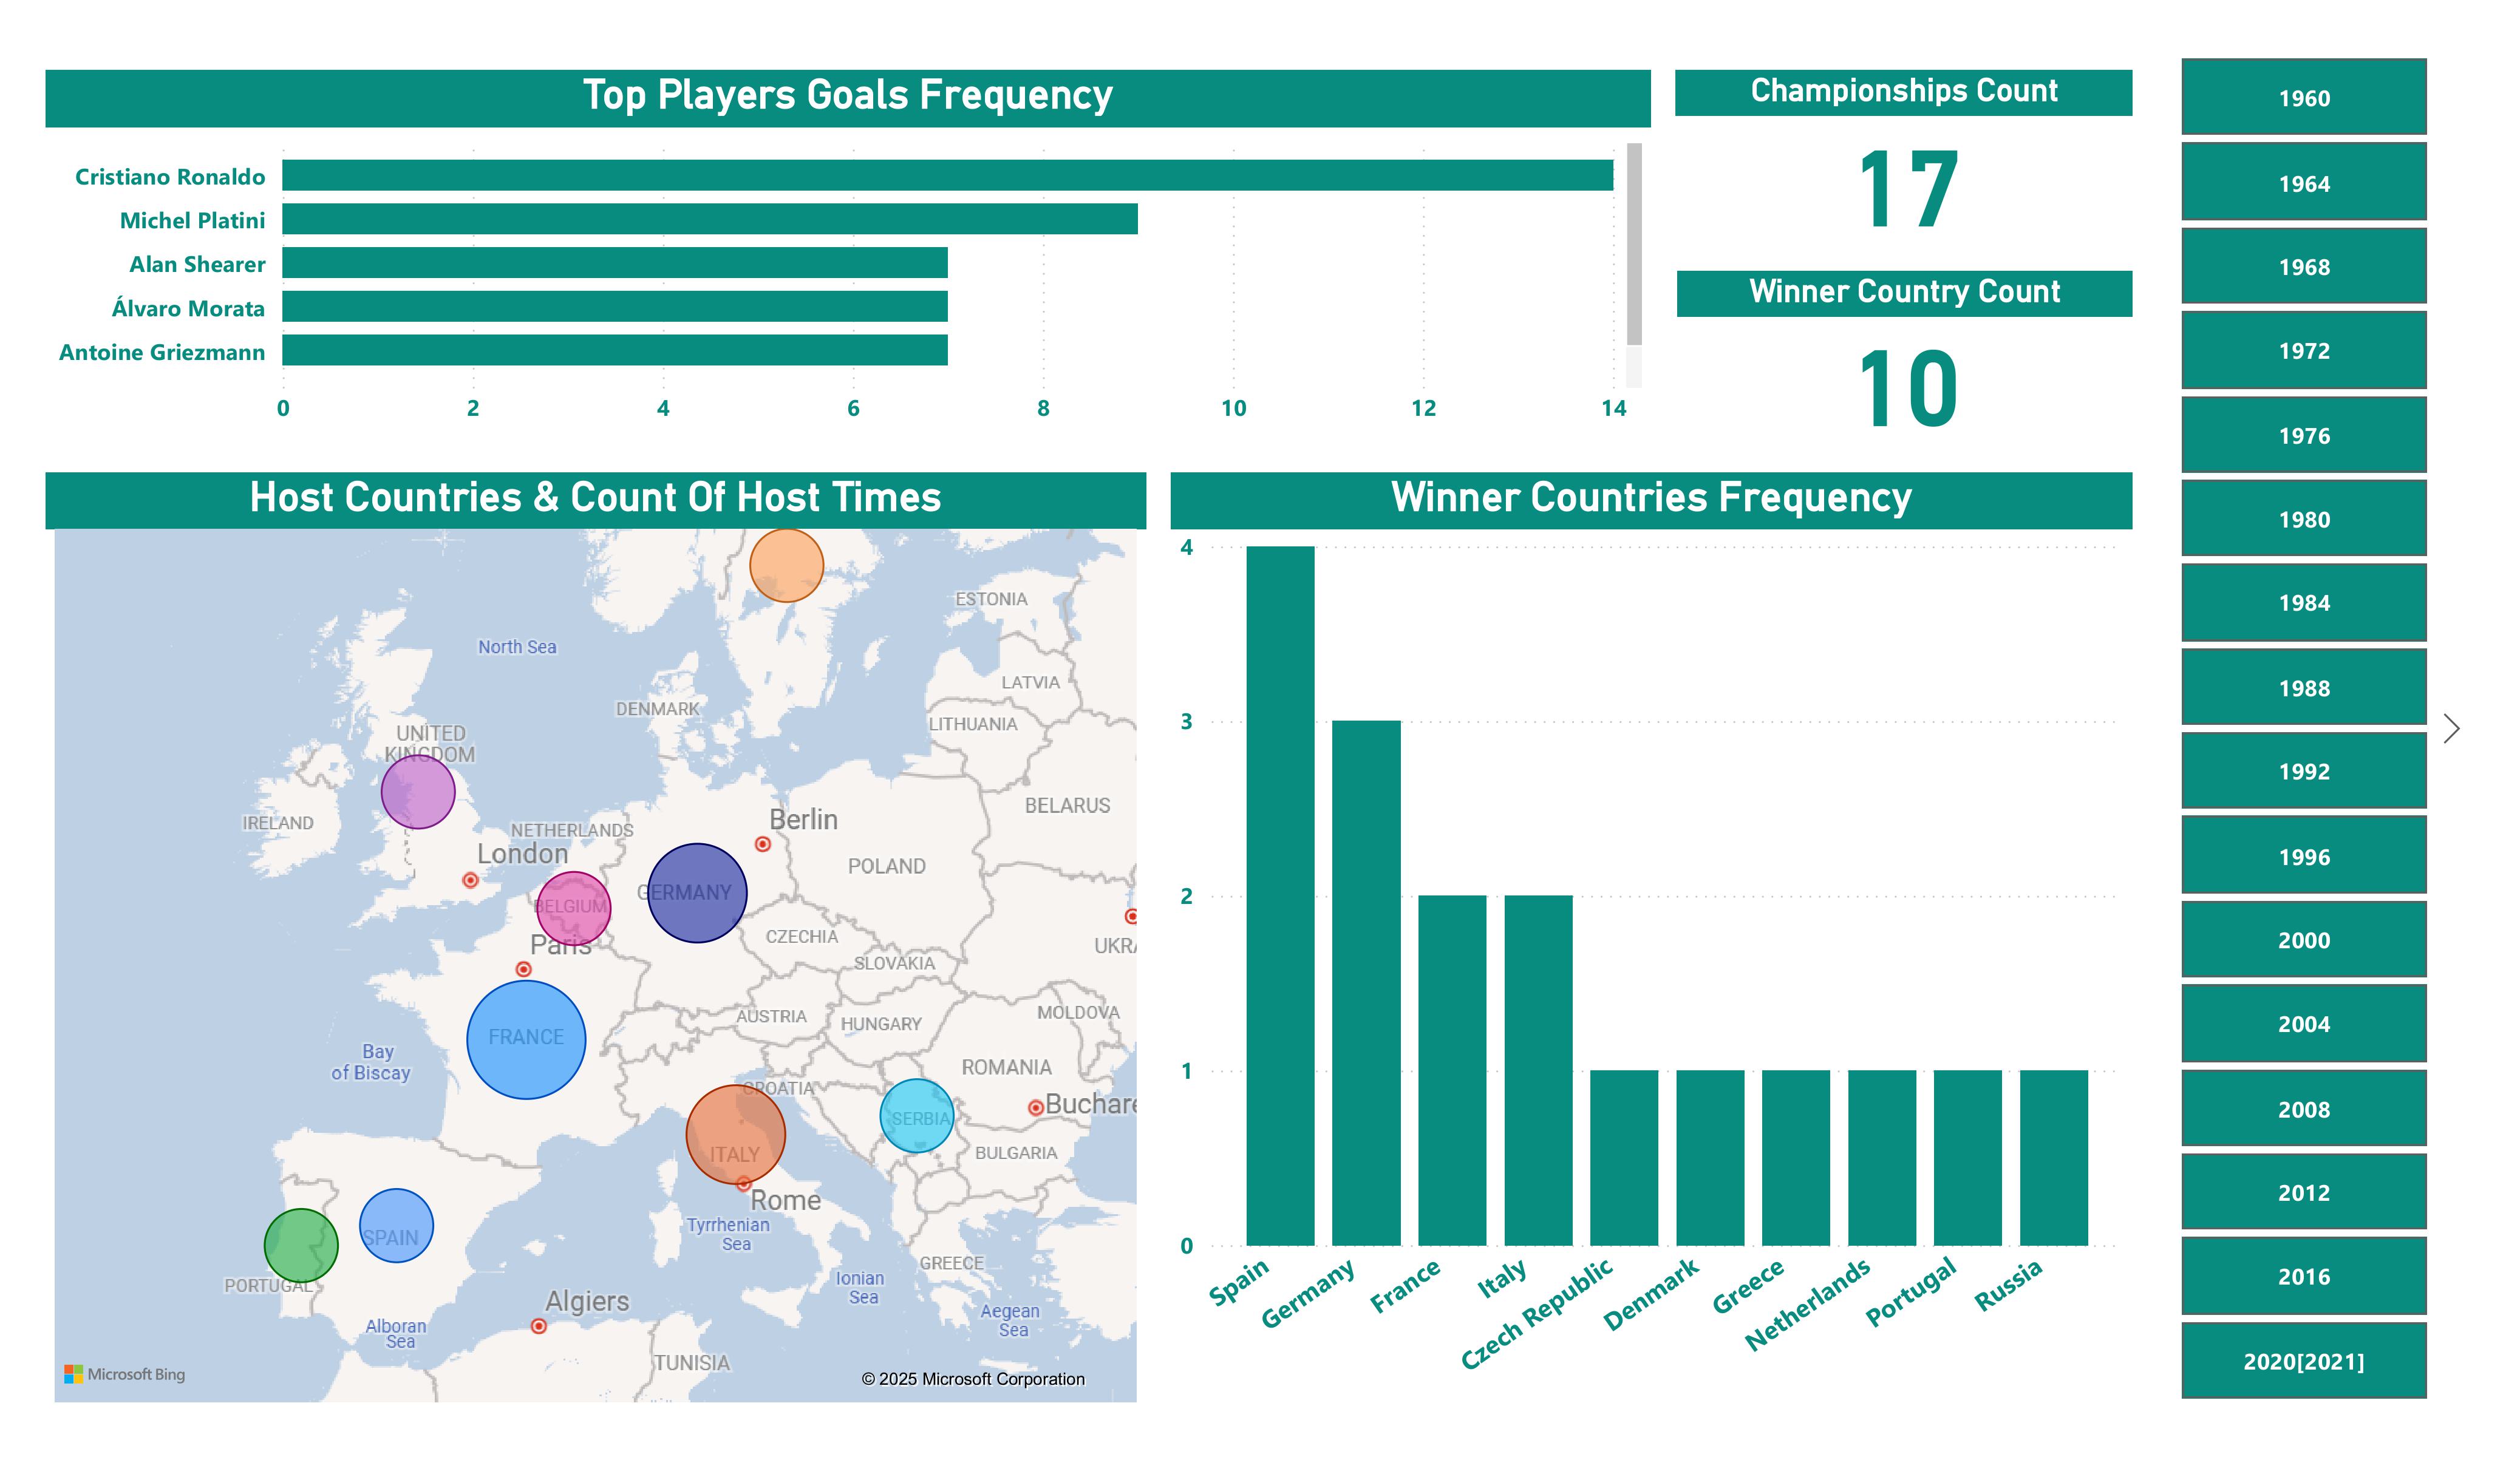 Top Players Goals Frequency
Cristiano Ronaldo
Michel Platini
Alan Shearer
Álvaro Morata
Antoine Griezmann
0 2 4 6 8 10 12 14
Championships Count
17
Winner Country Count
10
Host Countries & Count Of Host Times
ESTONIA
North Sea
LATVIA
DENMARK
LITHUANIA
UNITED
KINGDOM
BELARUS
IRELAND
NETHERLANDS
Berlin
London
POLAND
GERMANY
BELGIUM
Paris
CZECHIA
UKRA
SLOVAKIA
FRANCE
AUSTRIA
HUNGARY
MOLDOVA
Bay
of Biscay
ROMANIA
CROATIA
Buchare
SERBIA
ITALY
BULGARIA
Rome
SPAIN
Tyrrhenian
Sea
PORTUGAL
GREECE
Ionian
Sea
Algiers
Aegean
Sea
Alboran
Sea
TUNISIA
Microsoft Bing
© 2025 Microsoft Corporation
Winner Countries Frequency
4
3
2
1
0
Spain
Germany
France
Italy
Czech Republic
Denmark
Greece
Netherlands
Portugal
Russia
1960
1964
1968
1972
1976
1980
1984
1988
1992
1996
2000
2004
2008
2012
2016
2020[2021]